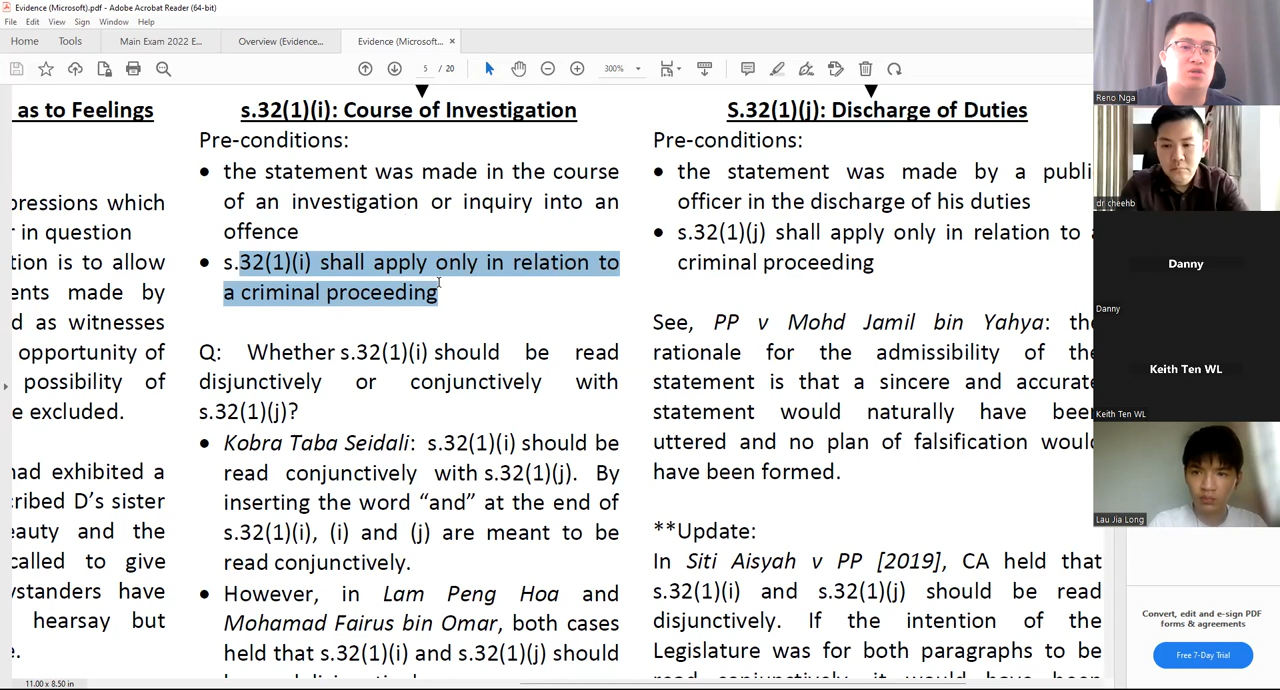 Evidence (Microsoft).pdf - Adobe Acrobat Reader (64-bit)
File Edit View Sign Window Help
Home Tools Main Exam 2022 E... Overview (Evidence... Evidence (Microsoft... ×
5 / 20 300%
as to Feelings
pressions which
in question
tion is to allow
ents made by
d as witnesses
opportunity of
possibility of
e excluded.
had exhibited a
cribed D's sister
eauty and the
called to give
ystanders have
hearsay but
e.
s.32(1)(i): Course of Investigation
Pre-conditions:
• the statement was made in the course
of an investigation or inquiry into an
offence
• s.32(1)(i) shall apply only in relation to
a criminal proceeding
Q: Whether s.32(1)(i) should be read
disjunctively or conjunctively with
s.32(1)(j)?
• Kobra Taba Seidali: s.32(1)(i) should be
read conjunctively with s.32(1)(j). By
inserting the word “and” at the end of
s.32(1)(i), (i) and (j) are meant to be
read conjunctively.
• However, in Lam Peng Hoa and
Mohamad Fairus bin Omar, both cases
held that s.32(1)(i) and s.32(1)(j) should
S.32(1)(j): Discharge of Duties
Pre-conditions:
• the statement was made by a publi
officer in the discharge of his duties
• s.32(1)(j) shall apply only in relation to a
criminal proceeding
See, PP v Mohd Jamil bin Yahya: the
rationale for the admissibility of the
statement is that a sincere and accurate
statement would naturally have been
uttered and no plan of falsification would
have been formed.
**Update:
In Siti Aisyah v PP [2019], CA held that
s.32(1)(i) and s.32(1)(j) should be read
disjunctively. If the intention of the
Legislature was for both paragraphs to be
read conjunctively, it would have been
11.00 x 8.50 in
Reno Nga
dr cheehb
Danny
Danny
Keith Ten WL
Keith Ten WL
Lau Jia Long
Convert, edit and e-sign PDF
forms & agreements
Free 7-Day Trial